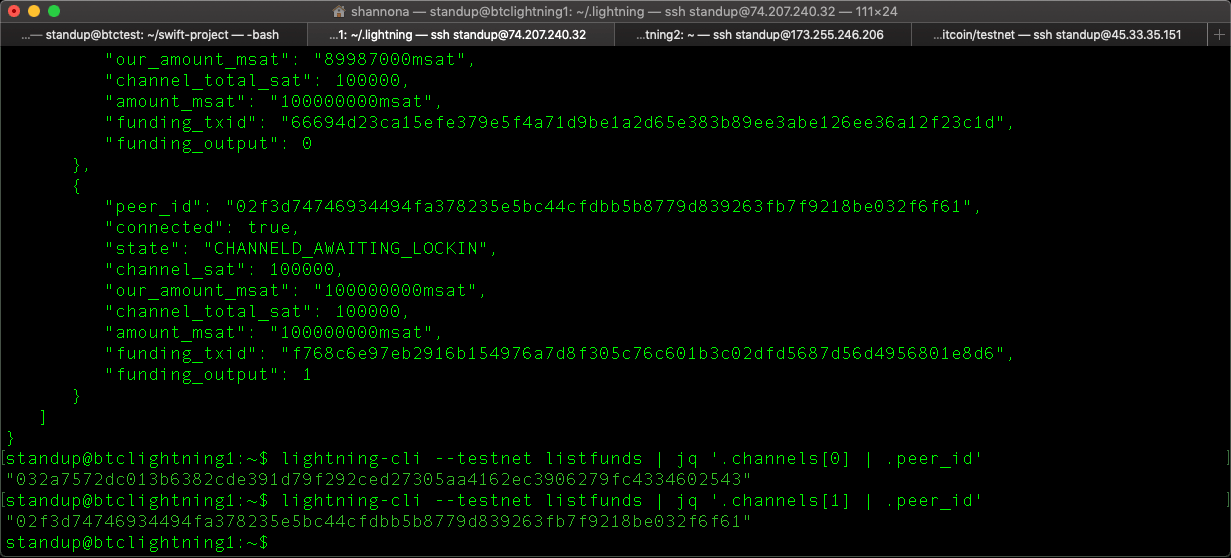 shannona — standup@btclightning1: ~/.lightning — ssh standup@74.207.240.32 — 111×24
...— standup@btctest: ~/swift-project — -bash
...1: ~/.lightning — ssh standup@74.207.240.32
...tning2: ~ — ssh standup@173.255.246.206
...itcoin/testnet — ssh standup@45.33.35.151
"our_amount_msat": "89987000msat",
"channel_total_sat": 100000,
"amount_msat": "100000000msat",
"funding_txid": "66694d23ca15efe379e5f4a71d9be1a2d65e383b89ee3abe126ee36a12f23c1d",
"funding_output": 0
},
{
"peer_id": "02f3d74746934494fa378235e5bc44cfdbb5b8779d839263fb7f9218be032f6f61",
"connected": true,
"state": "CHANNELD_AWAITING_LOCKIN",
"channel_sat": 100000,
"our_amount_msat": "100000000msat",
"channel_total_sat": 100000,
"amount_msat": "100000000msat",
"funding_txid": "f768c6e97eb2916b154976a7d8f305c76c601b3c02dfd5687d56d4956801e8d6",
"funding_output": 1
}
]
}
[standup@btclightning1:~$ lightning-cli --testnet listfunds | jq '.channels[0] | .peer_id' ]
"032a7572dc013b6382cde391d79f292ced27305aa4162ec3906279fc4334602543"
[standup@btclightning1:~$ lightning-cli --testnet listfunds | jq '.channels[1] | .peer_id' ]
"02f3d74746934494fa378235e5bc44cfdbb5b8779d839263fb7f9218be032f6f61"
standup@btclightning1:~$